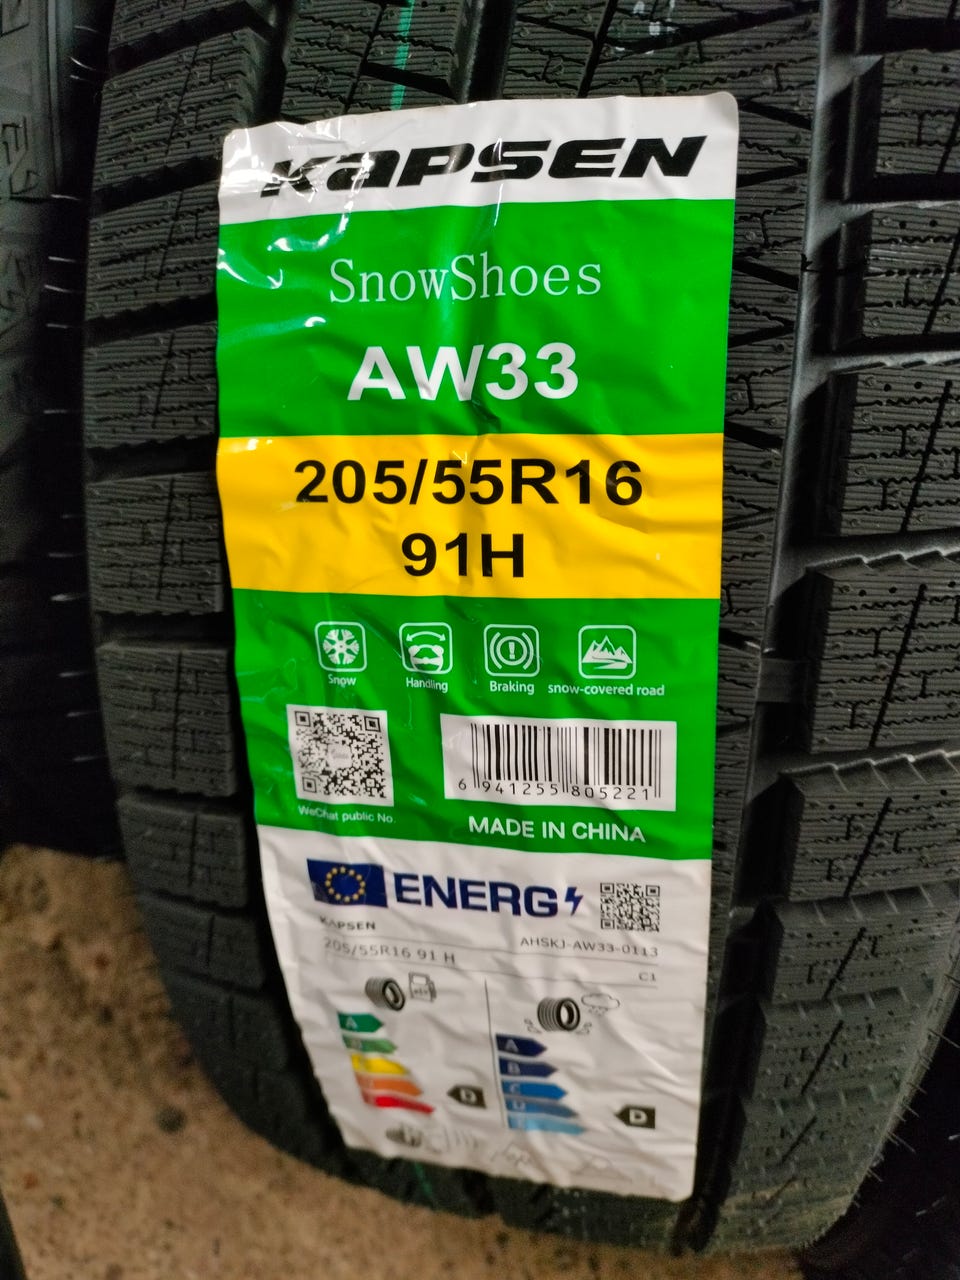 KAPSEN
SnowShoes
AW33
205/55R16
91H
Snow
Handling
Braking
snow-covered road
WeChat public No.
6 941255 805221
MADE IN CHINA
ENERG
KAPSEN
AHSKJ-AW33-0113
205/55R16 91 H
C1
A
D
A
B
C
D
D